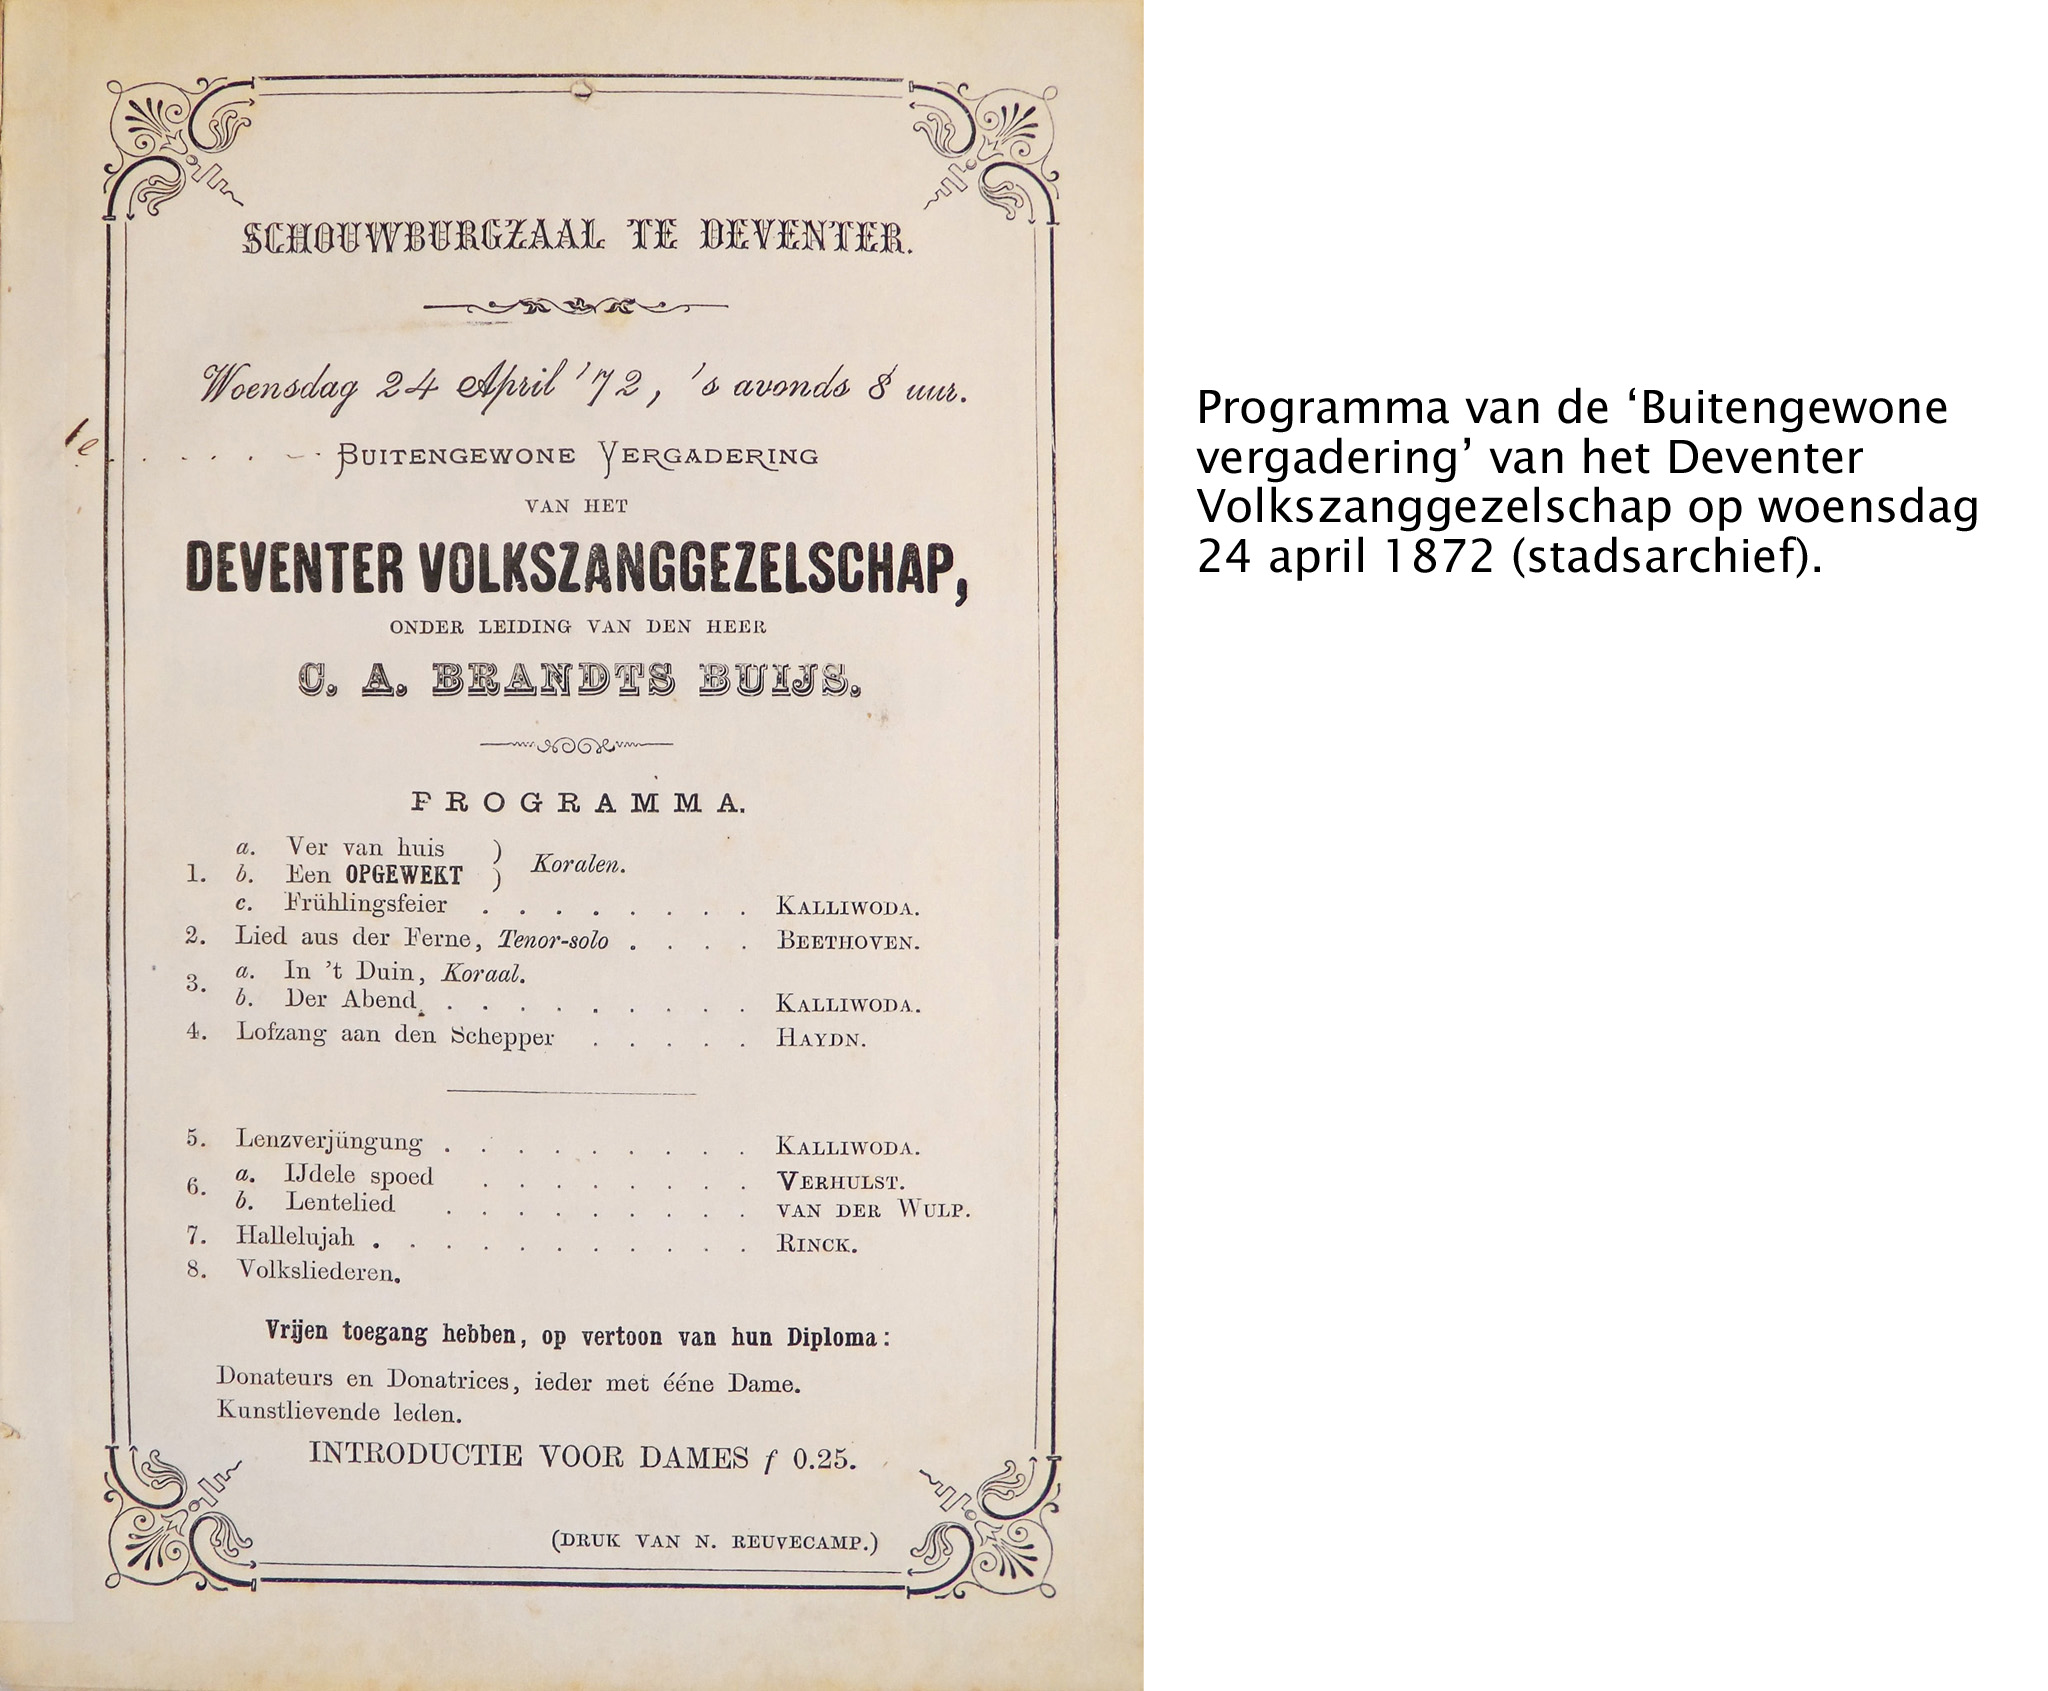 SCHOUWBURGZAAL TE DEVENTER.
Woensdag 24 April '72, 's avonds 8 uur.
1e
BUITENGEWONE VERGADERING
VAN HET
DEVENTER VOLKSZANGGEZELSCHAP,
ONDER LEIDING VAN DEN HEER
C. A. BRANDTS BUIJS.
PROGRAMMA.
1. a. Ver van huis
b. Een OPGEWEKT } Koralen.
c. Frühlingsfeier . . . . . . . . KALLIWODA.
2. Lied aus der Ferne, Tenor-solo . . . . BEETHOVEN.
3. a. In 't Duin, Koraal.
b. Der Abend . . . . . . . . . KALLIWODA.
4. Lofzang aan den Schepper . . . . . HAYDN.
5. Lenzverjüngung . . . . . . . . . KALLIWODA.
6. a. IJdele spoed . . . . . . . . VERHULST.
b. Lentelied . . . . . . . . . VAN DER WULP.
7. Hallelujah . . . . . . . . . . . RINCK.
8. Volksliederen.
Vrijen toegang hebben, op vertoon van hun Diploma:
Donateurs en Donatrices, ieder met ééne Dame.
Kunstlievende leden.
INTRODUCTIE VOOR DAMES f 0.25.
(DRUK VAN N. REUVECAMP.)
Programma van de ‘Buitengewone
vergadering’ van het Deventer
Volkszanggezelschap op woensdag
24 april 1872 (stadsarchief).